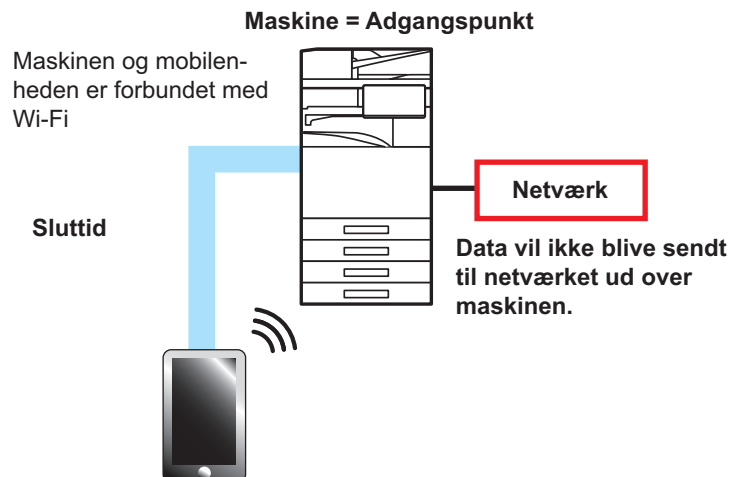 Maskine = Adgangspunkt
Maskinen og mobilen-
heden er forbundet med
Wi-Fi
Netværk
Sluttid
Data vil ikke blive sendt
til netværket ud over
maskinen.